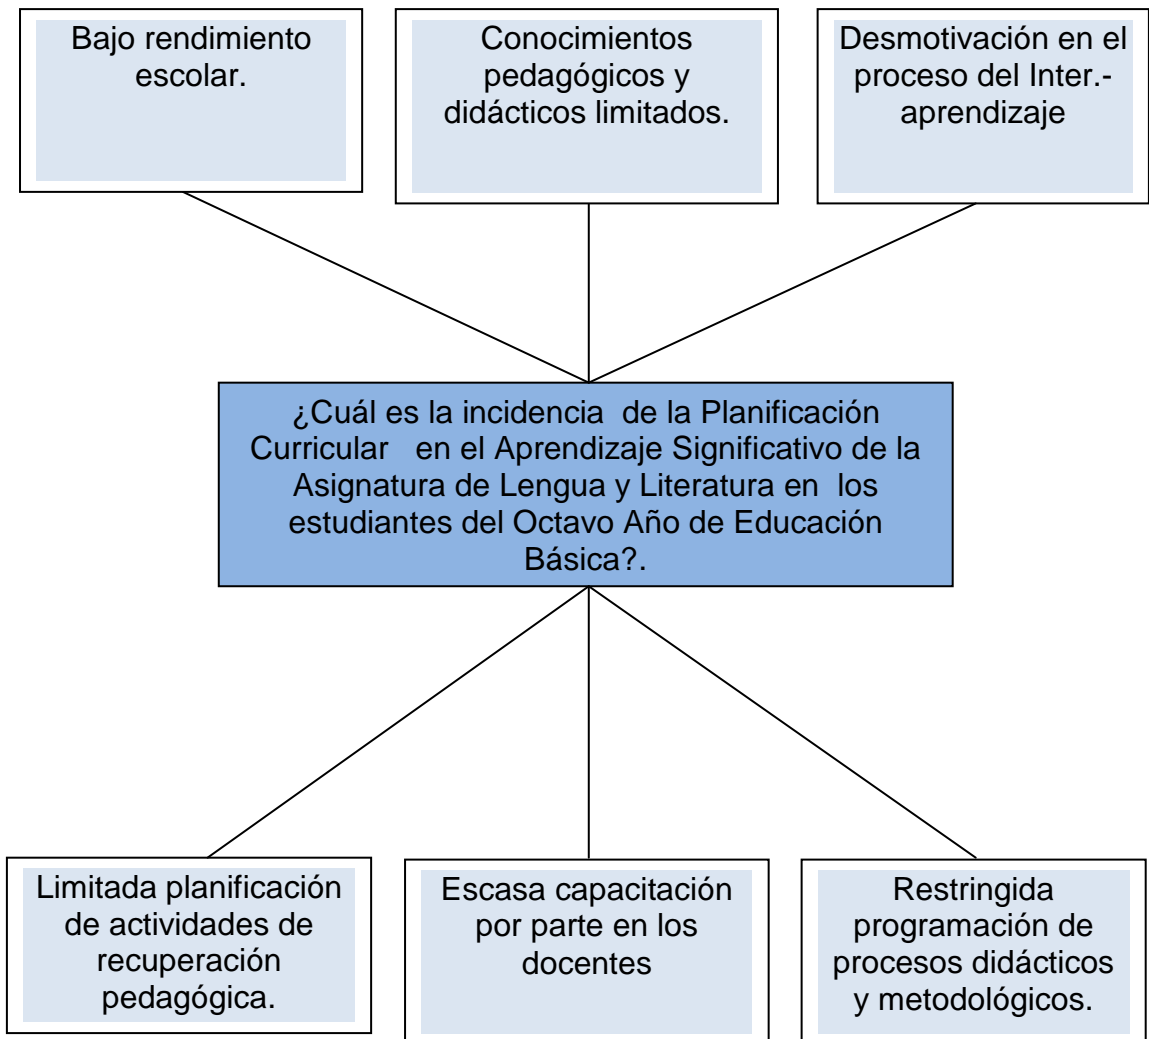 Bajo rendimiento
escolar.
Conocimientos
pedagógicos y
didácticos limitados.
Desmotivación en el
proceso del Inter.-
aprendizaje
¿Cuál es la incidencia de la Planificación
Curricular en el Aprendizaje Significativo de la
Asignatura de Lengua y Literatura en los
estudiantes del Octavo Año de Educación
Básica?.
Limitada planificación
de actividades de
recuperación
pedagógica.
Escasa capacitación
por parte en los
docentes
Restringida
programación de
procesos didácticos
y metodológicos.